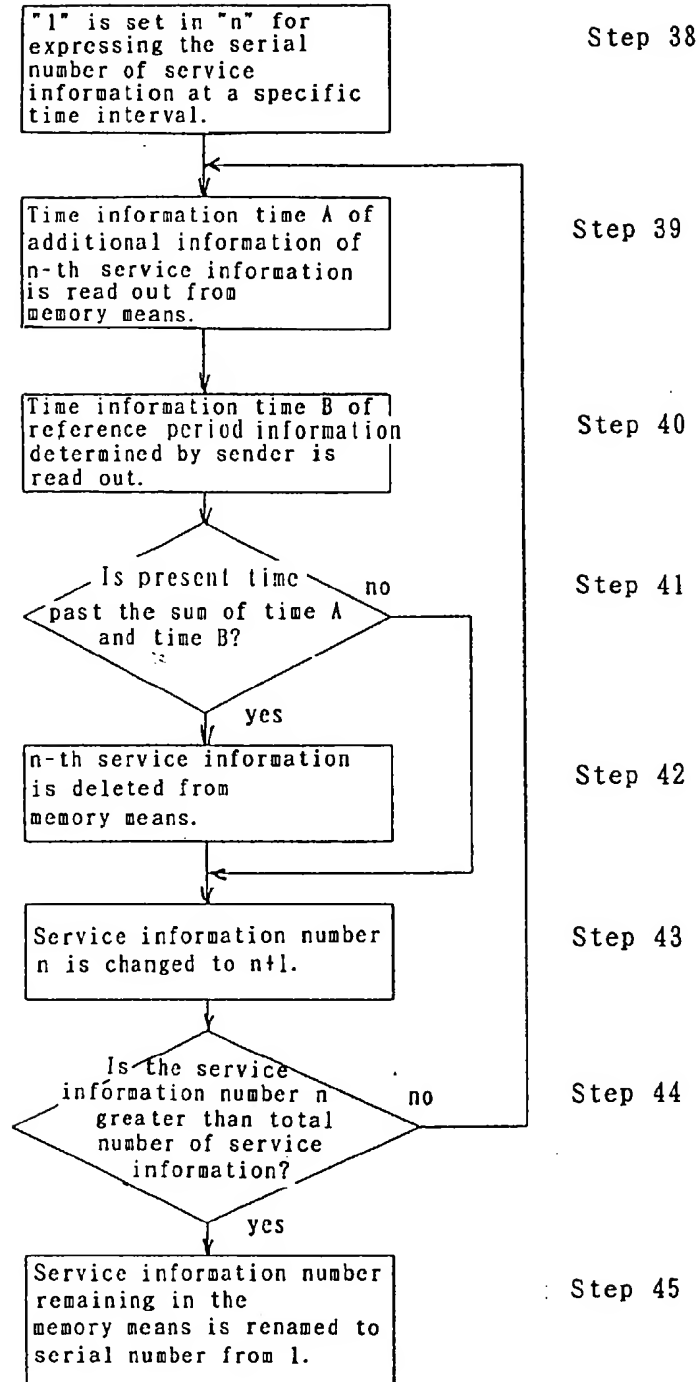 "1" is set in "n" for
expressing the serial
number of service
information at a specific
time interval.
Step 38
Time information time A of
additional information of
n-th service information
is read out from
memory means.
Step 39
Time information time B of
reference period information
determined by sender is
read out.
Step 40
Is present time
past the sum of time A
and time B?
no
Step 41
yes
n-th service information
is deleted from
memory means.
Step 42
Service information number
n is changed to n+1.
Step 43
Is the service
information number n
greater than total
number of service
information?
no
Step 44
yes
Service information number
remaining in the
memory means is renamed to
serial number from 1.
Step 45